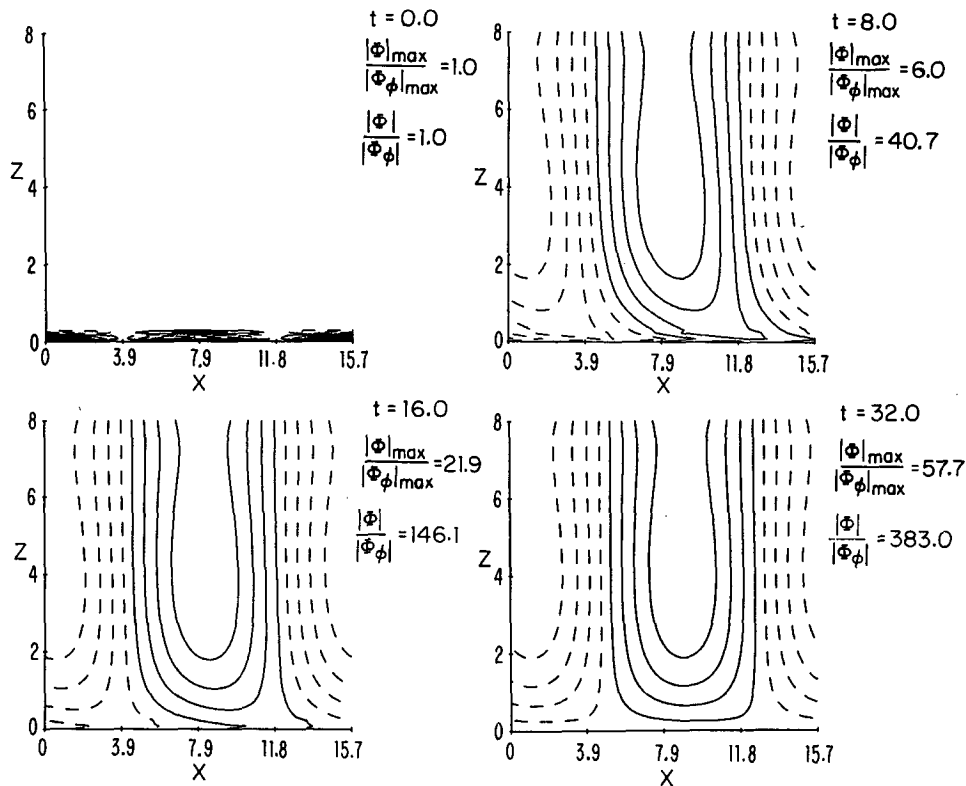 t = 0.0
|Φ|max / |Φϕ|max = 1.0
|Φ| / |Φϕ| = 1.0
8
6
Z 4
2
0
0 3.9 7.9 11.8 15.7
X
t = 8.0
|Φ|max / |Φϕ|max = 6.0
|Φ| / |Φϕ| = 40.7
8
6
Z 4
2
0
0 3.9 7.9 11.8 15.7
X
t = 16.0
|Φ|max / |Φϕ|max = 21.9
|Φ| / |Φϕ| = 146.1
8
6
Z 4
2
0
0 3.9 7.9 11.8 15.7
X
t = 32.0
|Φ|max / |Φϕ|max = 57.7
|Φ| / |Φϕ| = 383.0
8
6
Z 4
2
0
0 3.9 7.9 11.8 15.7
X